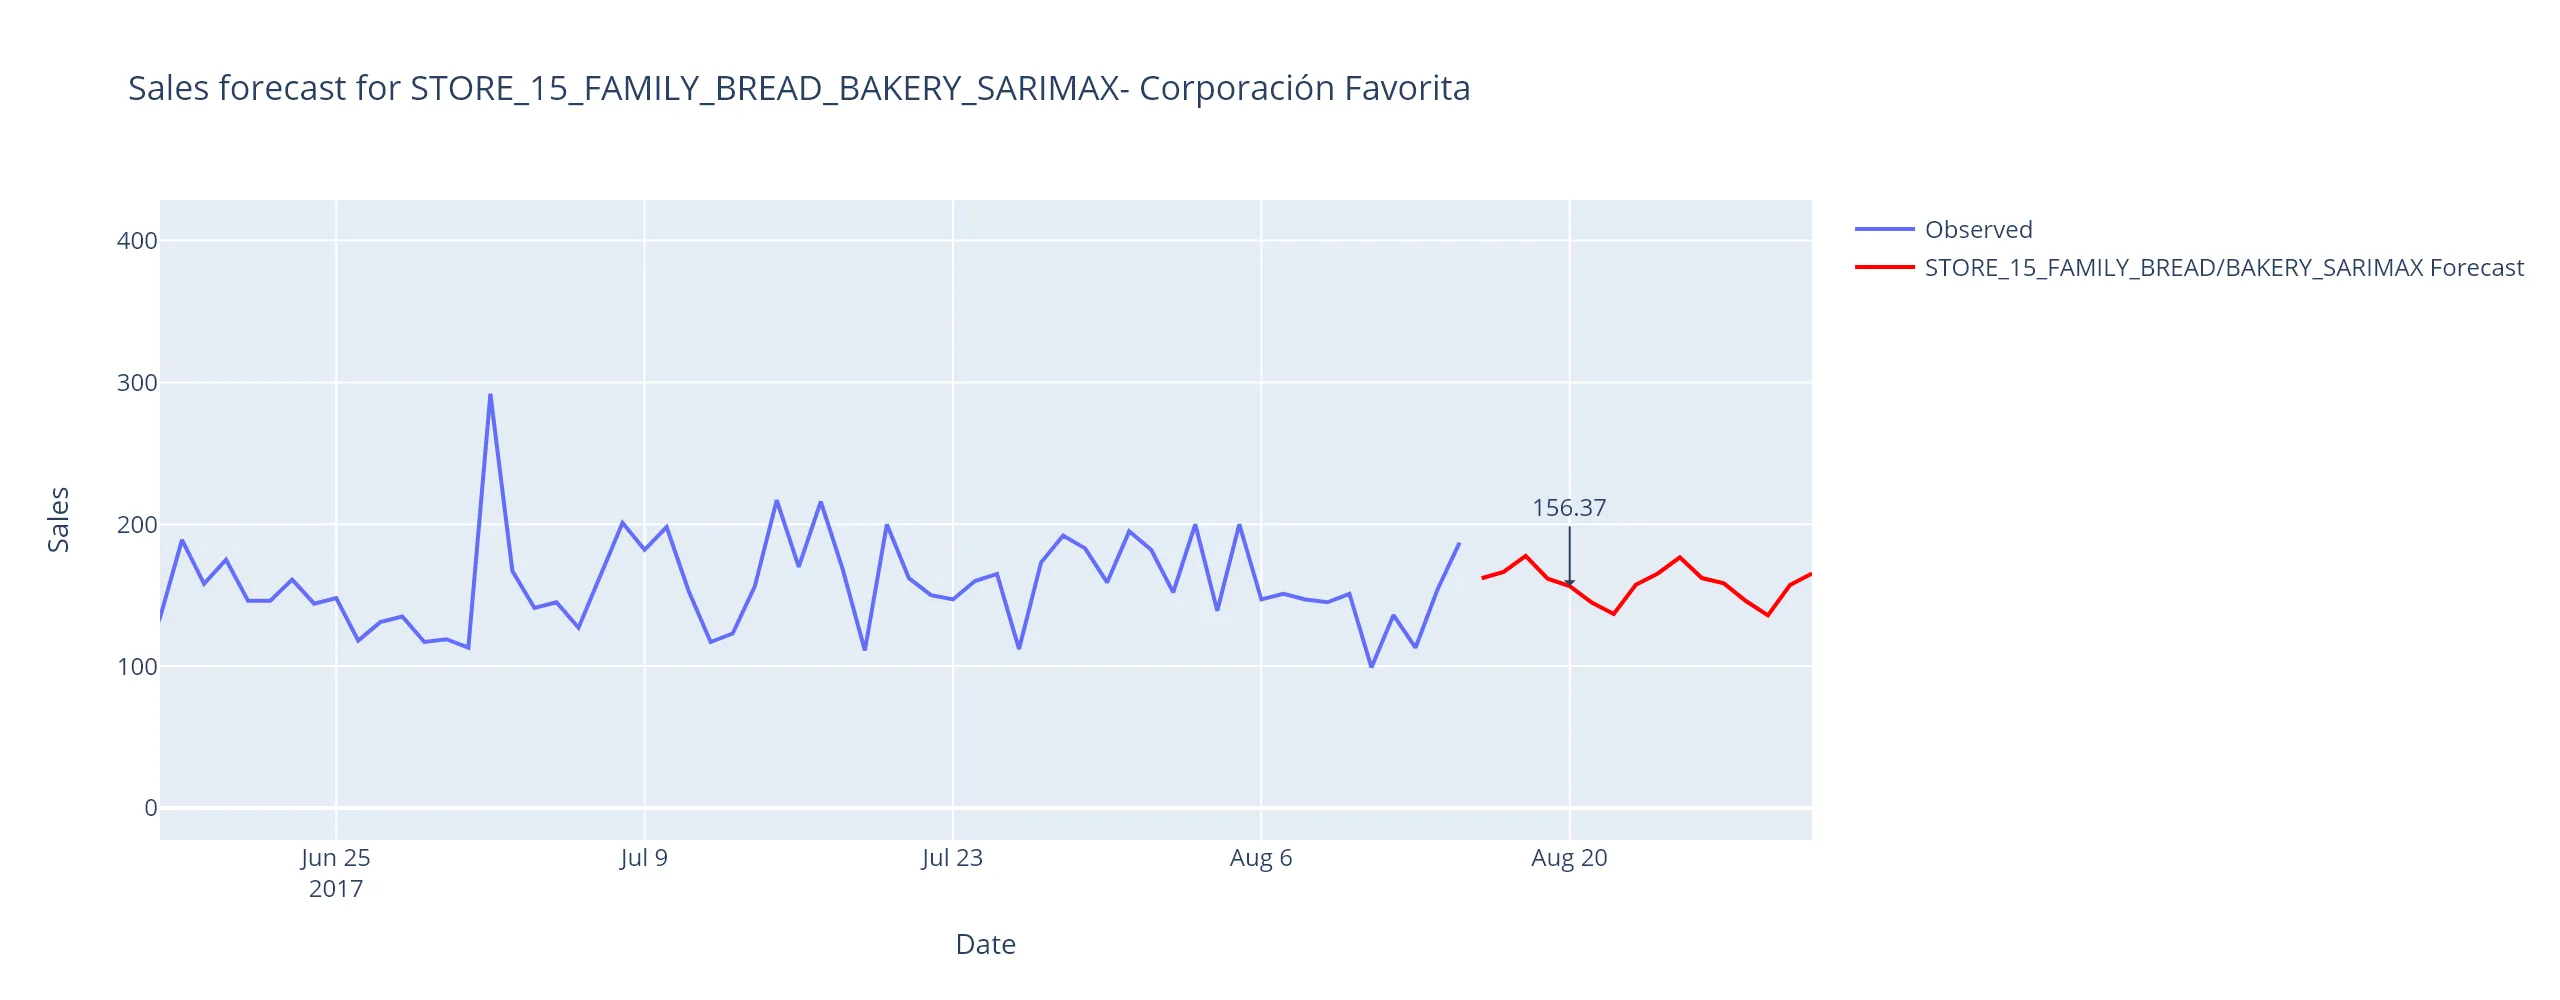 Sales forecast for STORE_15_FAMILY_BREAD_BAKERY_SARIMAX- Corporación Favorita
Observed
STORE_15_FAMILY_BREAD/BAKERY_SARIMAX Forecast
400
300
200
100
0
Sales
156.37
Jun 25
2017
Jul 9
Jul 23
Aug 6
Aug 20
Date